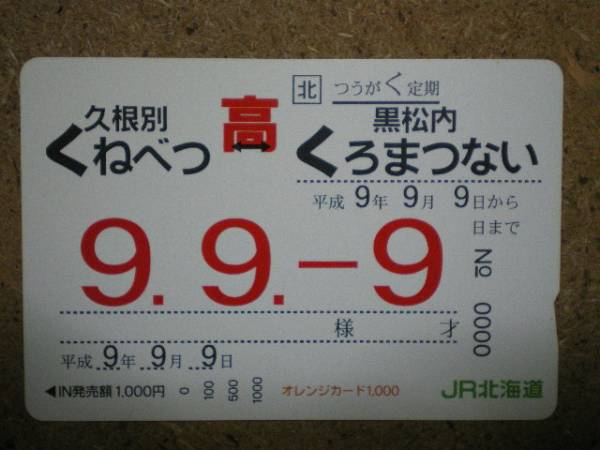 北 つうがく定期
久根別 高 黒松内
くねべつ ↔ くろまつない
平成 9年 9月 9日から
日まで
9. 9.-9
No 0000
様 才
平成 9年 9月 9日
◀IN発売額1,000円 0 100 500 1000 オレンジカード1,000 JR北海道